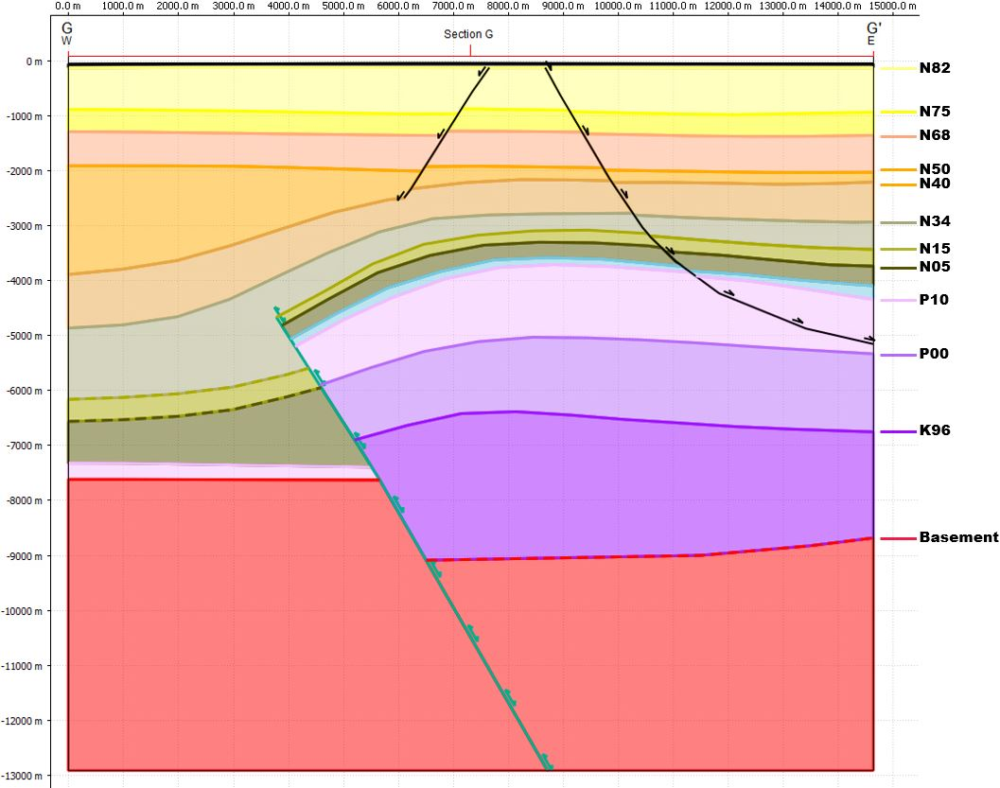 0.0 m 1000.0 m 2000.0 m 3000.0 m 4000.0 m 5000.0 m 6000.0 m 7000.0 m 8000.0 m 9000.0 m 10000.0 m 11000.0 m 12000.0 m 13000.0 m 14000.0 m 15000.0 m
G G'
W E
Section G
0 m
N82
N75
-1000 m
N68
-2000 m
N50
N40
-3000 m
N34
N15
N05
-4000 m
P10
-5000 m
P00
-6000 m
K96
-7000 m
-8000 m
Basement
-9000 m
-10000 m
-11000 m
-12000 m
-13000 m